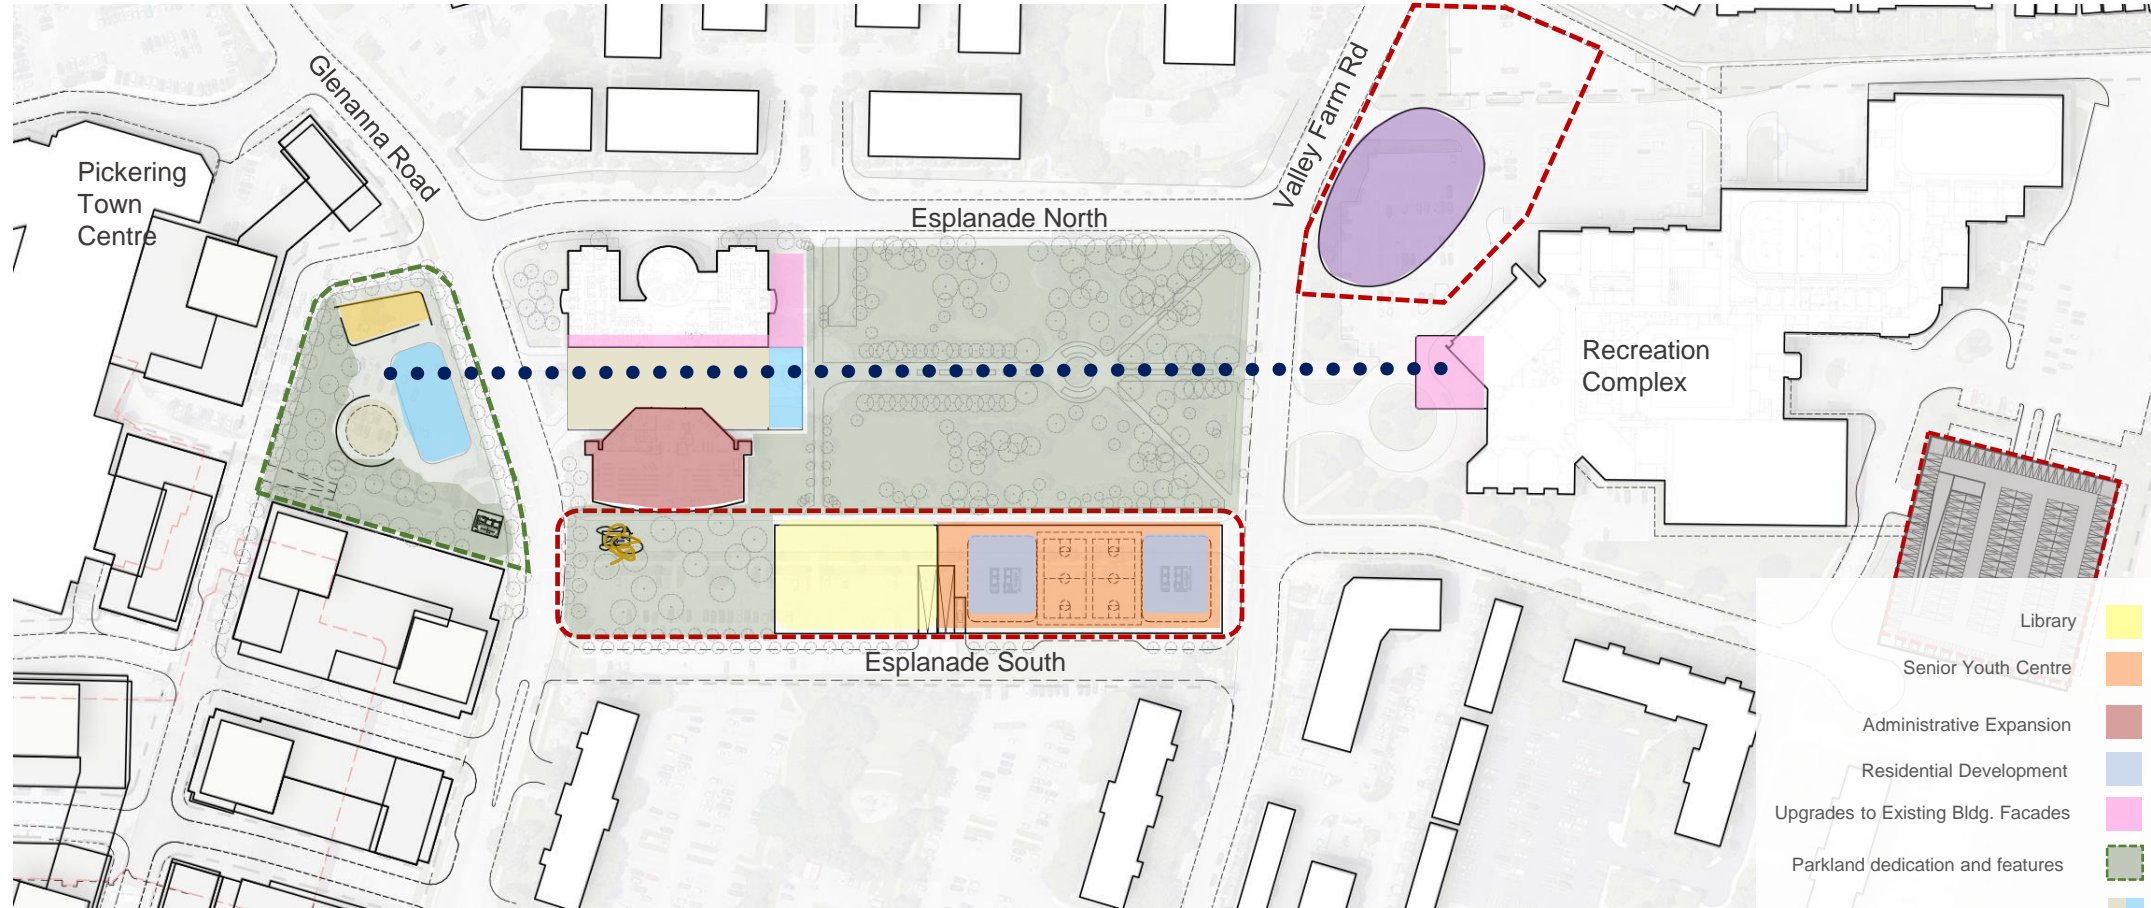 Glenanna Road
Valley Farm Rd
Pickering
Town
Centre
Esplanade North
Recreation
Complex
Esplanade South
Library
Senior Youth Centre
Administrative Expansion
Residential Development
Upgrades to Existing Bldg. Facades
Parkland dedication and features